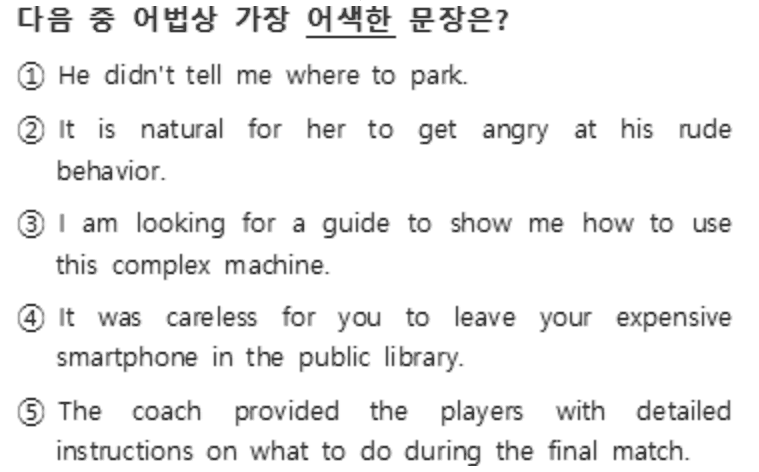 다음 중 어법상 가장 어색한 문장은?
① He didn't tell me where to park.
② It is natural for her to get angry at his rude
behavior.
③ I am looking for a guide to show me how to use
this complex machine.
④ It was careless for you to leave your expensive
smartphone in the public library.
⑤ The coach provided the players with detailed
instructions on what to do during the final match.